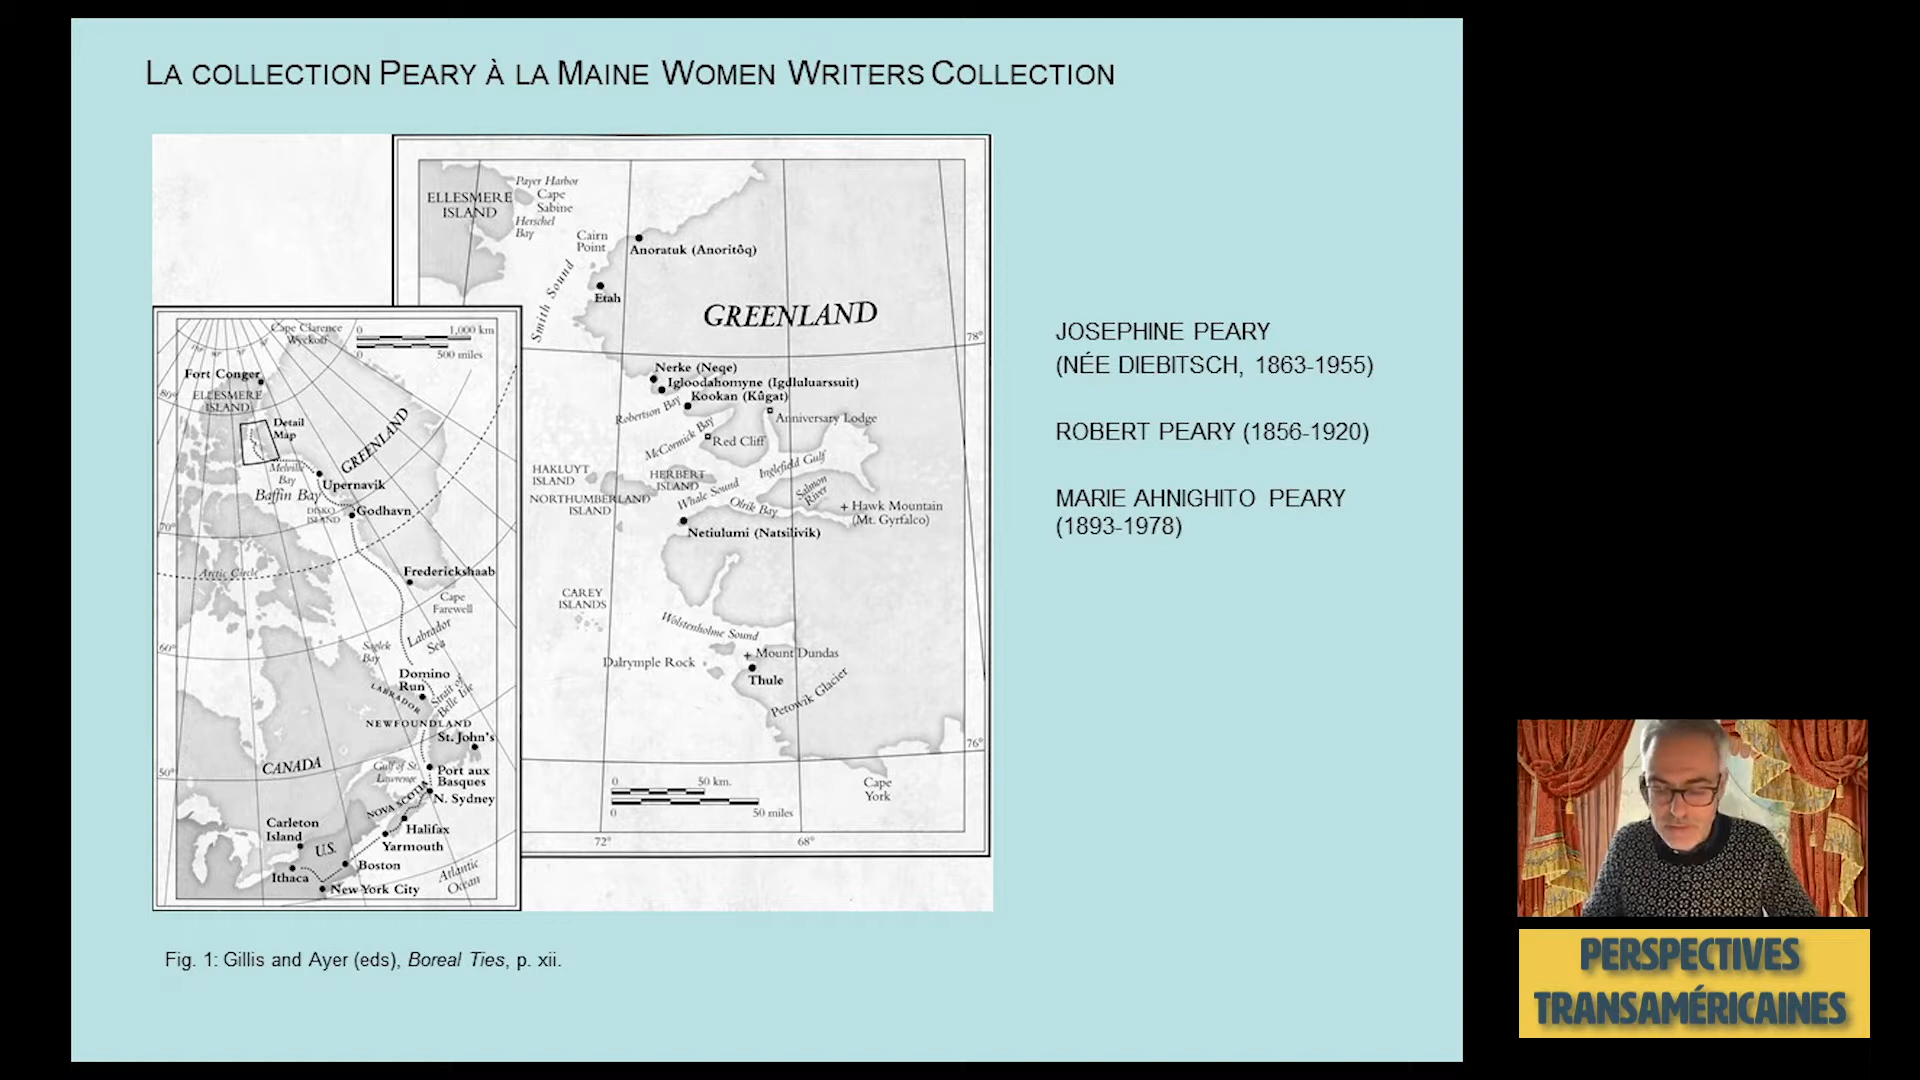 LA COLLECTION PEARY À LA MAINE WOMEN WRITERS COLLECTION
ELLESMERE
ISLAND
Payer Harbor
Cape
Sabine
Herschel
Bay
Cairn
Point
Anoratuk (Anoritôq)
Smith Sound
Etah
GREENLAND
78°
Nerke (Neqe)
Igloodahomyne (Igdluluarssuit)
Kookan (Kûgat)
Robertson Bay
Anniversary Lodge
McCormick Bay
Red Cliff
HAKLUYT
ISLAND
HERBERT
ISLAND
Inglefield Gulf
NORTHUMBERLAND
ISLAND
Whale Sound
Olrik Bay
Salmon
River
Hawk Mountain
(Mt. Gyrfalco)
Netiulumi (Natsilivik)
CAREY
ISLANDS
Wolstenholme Sound
Dalrymple Rock
Mount Dundas
Thule
Petowik Glacier
76°
Cape
York
0 50 km.
0 50 miles
72°
68°
Cape Clarence
Wyckoff
0 1,000 km
0 500 miles
Fort Conger
80°
ELLESMERE
ISLAND
Detail
Map
GREENLAND
Melville
Bay
Baffin Bay
Upernavik
DISKO
ISLAND
Godhavn
70°
Arctic Circle
Frederickshaab
Cape
Farewell
Labrador
Sea
60°
Saglek
Bay
Domino
Run
LABRADOR
Strait of
Belle Isle
NEWFOUNDLAND
St. John's
50°
CANADA
Gulf of St.
Lawrence
Port aux
Basques
N. Sydney
NOVA SCOTIA
Carleton
Island
Halifax
U.S.
Yarmouth
Ithaca
Boston
New York City
Atlantic
Ocean
JOSEPHINE PEARY
(NÉE DIEBITSCH, 1863-1955)
ROBERT PEARY (1856-1920)
MARIE AHNIGHITO PEARY
(1893-1978)
Fig. 1: Gillis and Ayer (eds), Boreal Ties, p. xii.
PERSPECTIVES
TRANSAMÉRICAINES